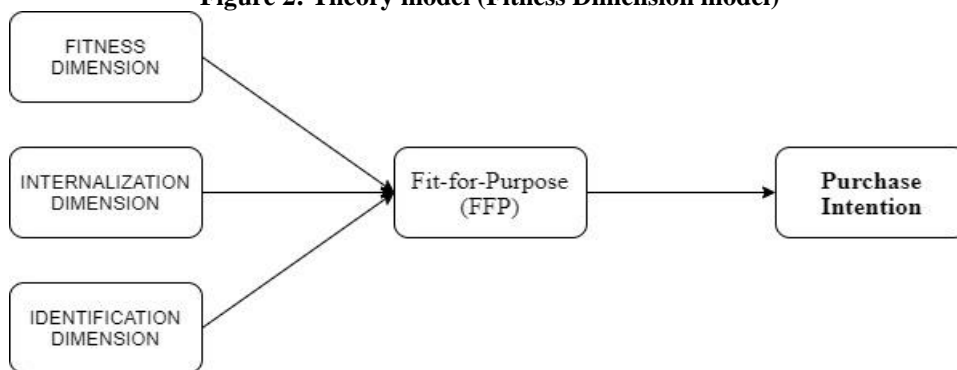 Figure 2: Theory model (Fitness Dimension model)
FITNESS
DIMENSION
INTERNALIZATION
DIMENSION
IDENTIFICATION
DIMENSION
Fit-for-Purpose
(FFP)
Purchase
Intention